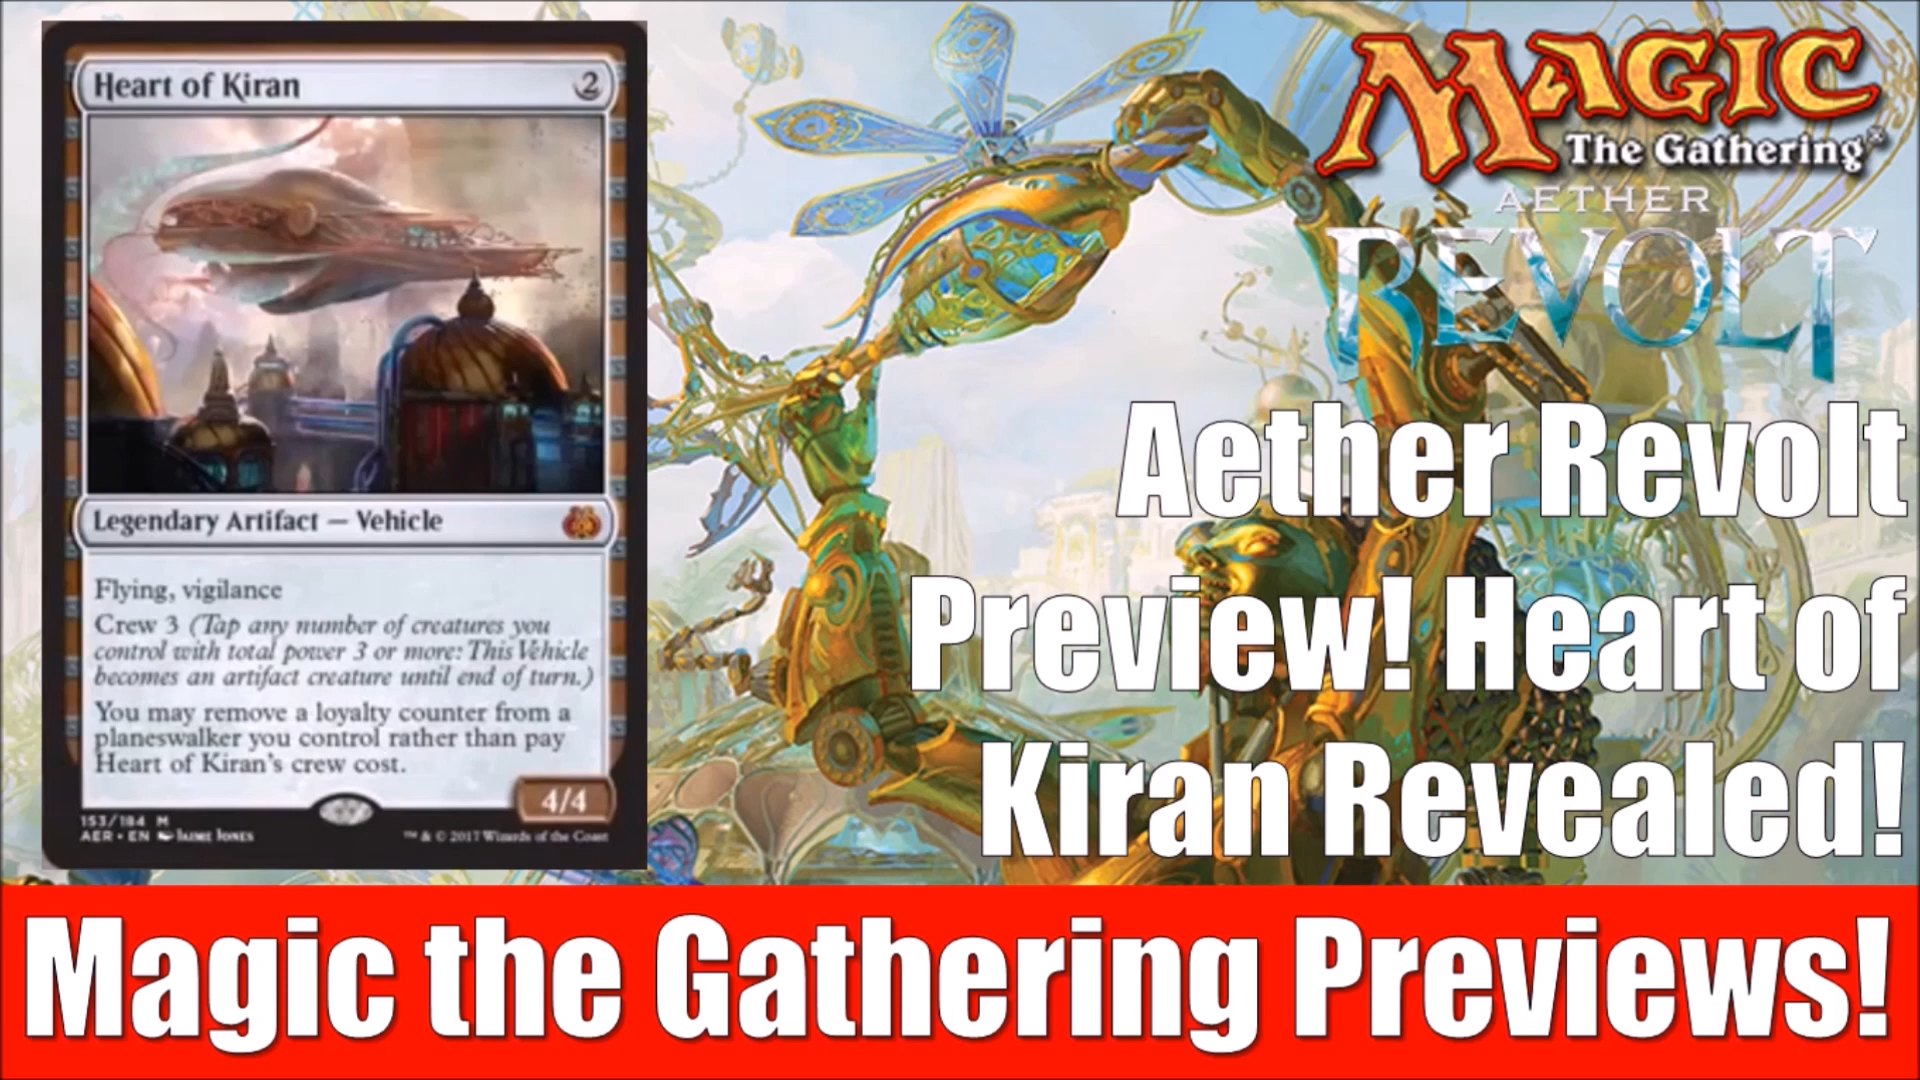 Heart of Kiran 2
Legendary Artifact — Vehicle
Flying, vigilance
Crew 3 (Tap any number of creatures you
control with total power 3 or more: This Vehicle
becomes an artifact creature until end of turn.)
You may remove a loyalty counter from a
planeswalker you control rather than pay
Heart of Kiran's crew cost.
4/4
153/184 M
AER • EN JAIME JONES
™ & © 2017 Wizards of the Coast
MAGIC
The Gathering®
AETHER
REVOLT
Aether Revolt
Preview! Heart of
Kiran Revealed!
Magic the Gathering Previews!